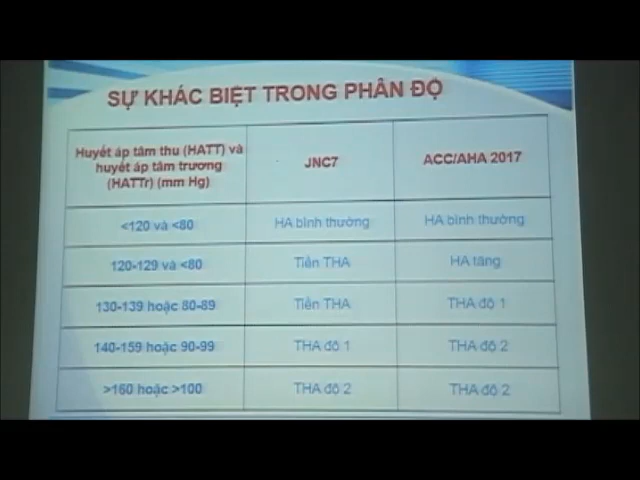 SỰ KHÁC BIỆT TRONG PHÂN ĐỘ
Huyết áp tâm thu (HATT) và
huyết áp tâm trương
(HATTr) (mm Hg)
JNC7
ACC/AHA 2017
<120 và <80
HA bình thường
HA bình thường
120-129 và <80
Tiền THA
HA tăng
130-139 hoặc 80-89
Tiền THA
THA độ 1
140-159 hoặc 90-99
THA độ 1
THA độ 2
>160 hoặc >100
THA độ 2
THA độ 2